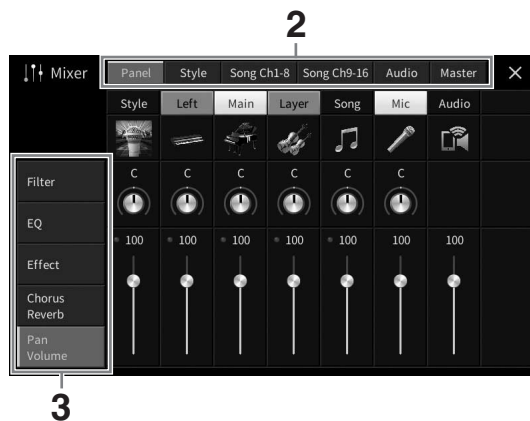 2
Mixer Panel Style Song Ch1-8 Song Ch9-16 Audio Master ×
Style Left Main Layer Song Mic Audio
C C C C C C
100 100 100 100 100 100 100
Filter
EQ
Effect
Chorus
Reverb
Pan
Volume
3